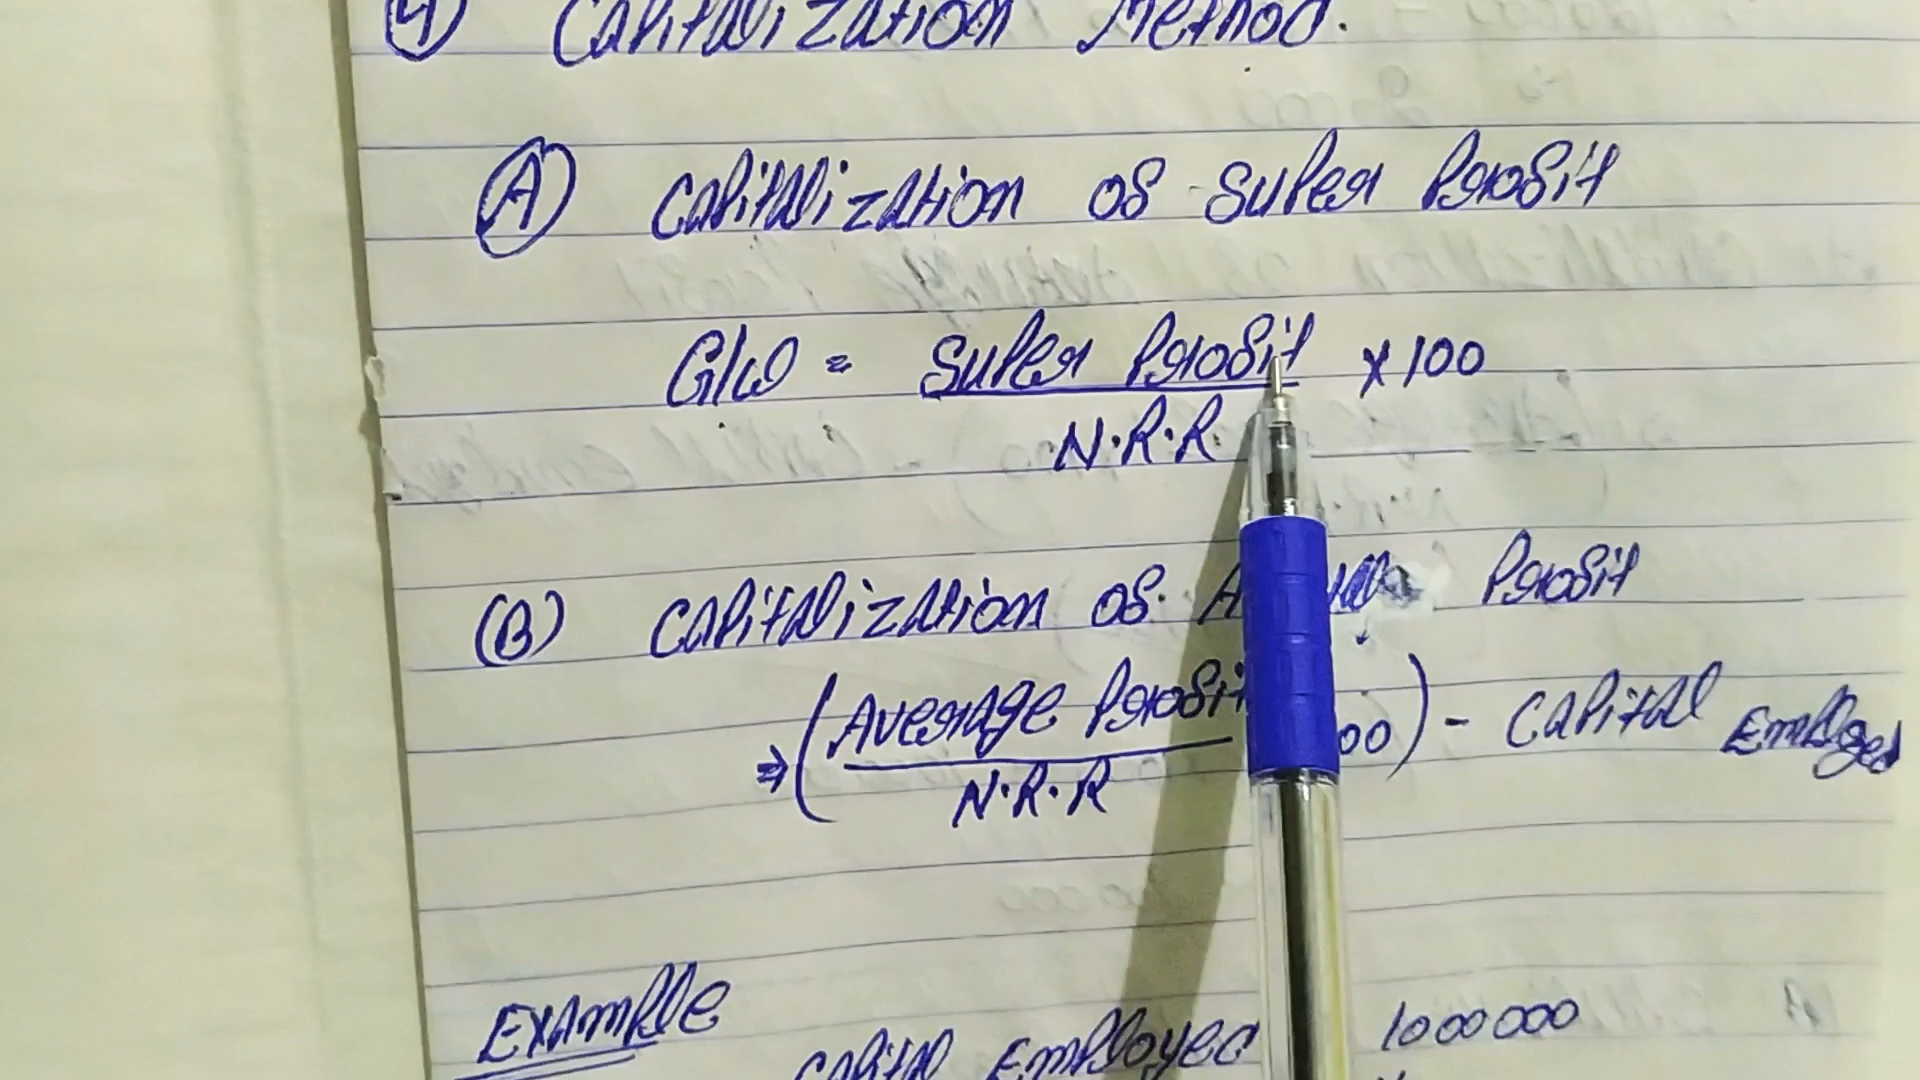 4) Capitalization Method.
(A) Capitalization of Super Profit
G/W = Super Profit × 100
N.R.R.
(B) Capitalization of Profit
⇒ (Average Profit 00) - Capital Employed
N.R.R
Example
Capital Employed 1000000